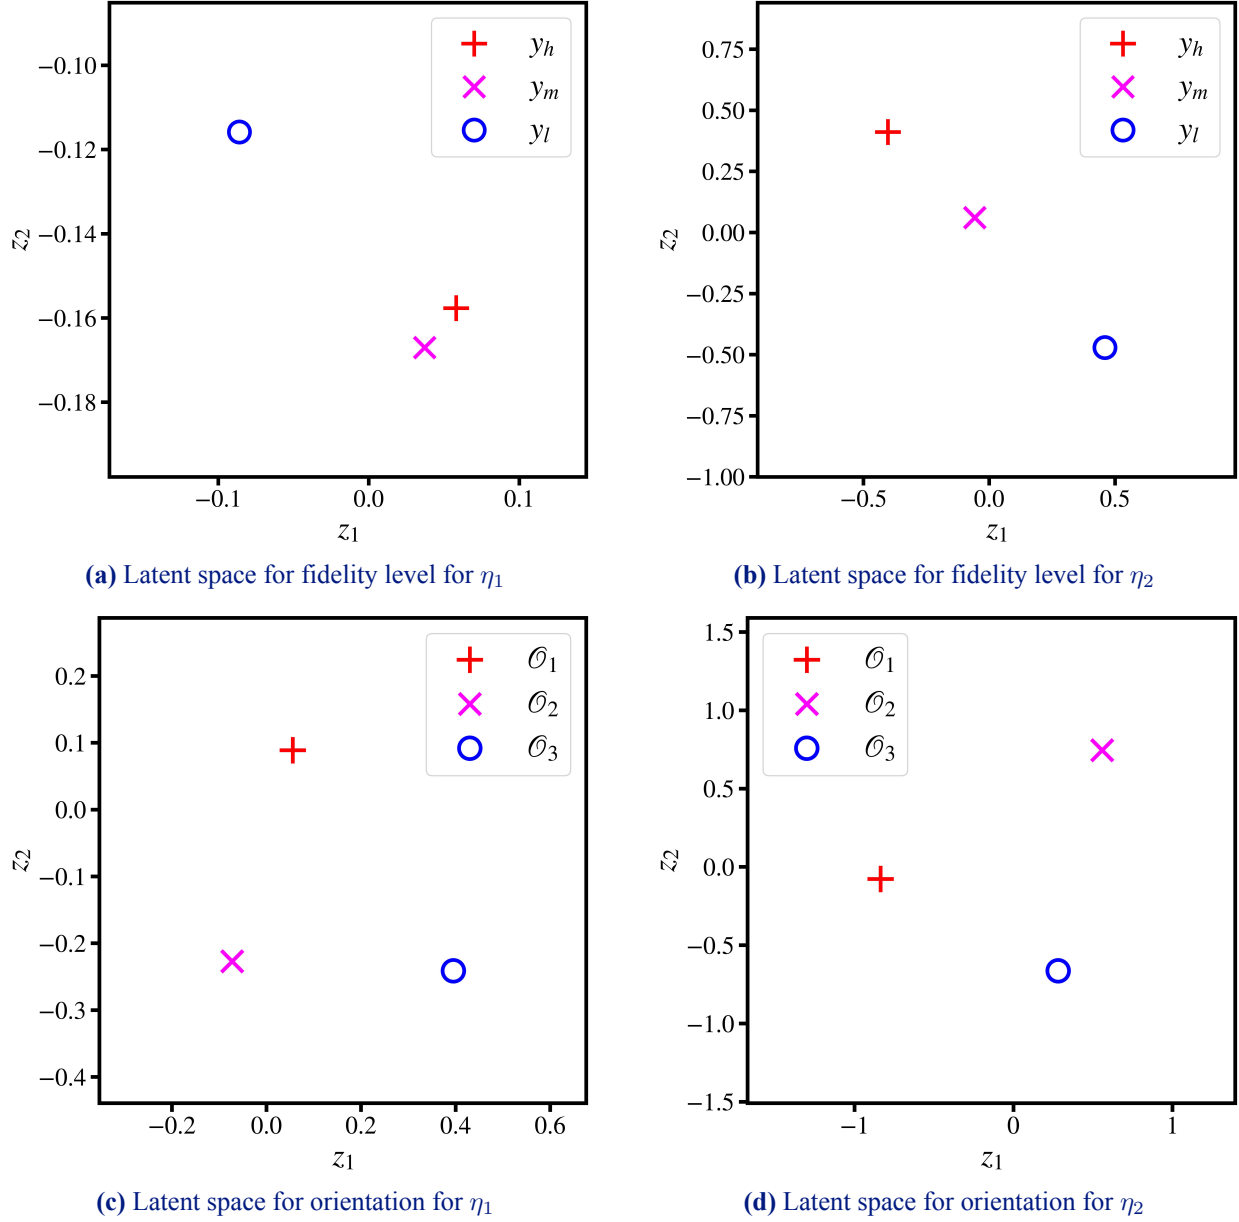 −0.10
−0.12
−0.14
−0.16
−0.18
z₂
y_h
y_m
y_l
−0.1 0.0 0.1
z₁
(a) Latent space for fidelity level for η₁
0.75
0.50
0.25
0.00
−0.25
−0.50
−0.75
−1.00
z₂
y_h
y_m
y_l
−0.5 0.0 0.5
z₁
(b) Latent space for fidelity level for η₂
0.2
0.1
0.0
−0.1
−0.2
−0.3
−0.4
z₂
𝒪₁
𝒪₂
𝒪₃
−0.2 0.0 0.2 0.4 0.6
z₁
(c) Latent space for orientation for η₁
1.5
1.0
0.5
0.0
−0.5
−1.0
−1.5
z₂
𝒪₁
𝒪₂
𝒪₃
−1 0 1
z₁
(d) Latent space for orientation for η₂